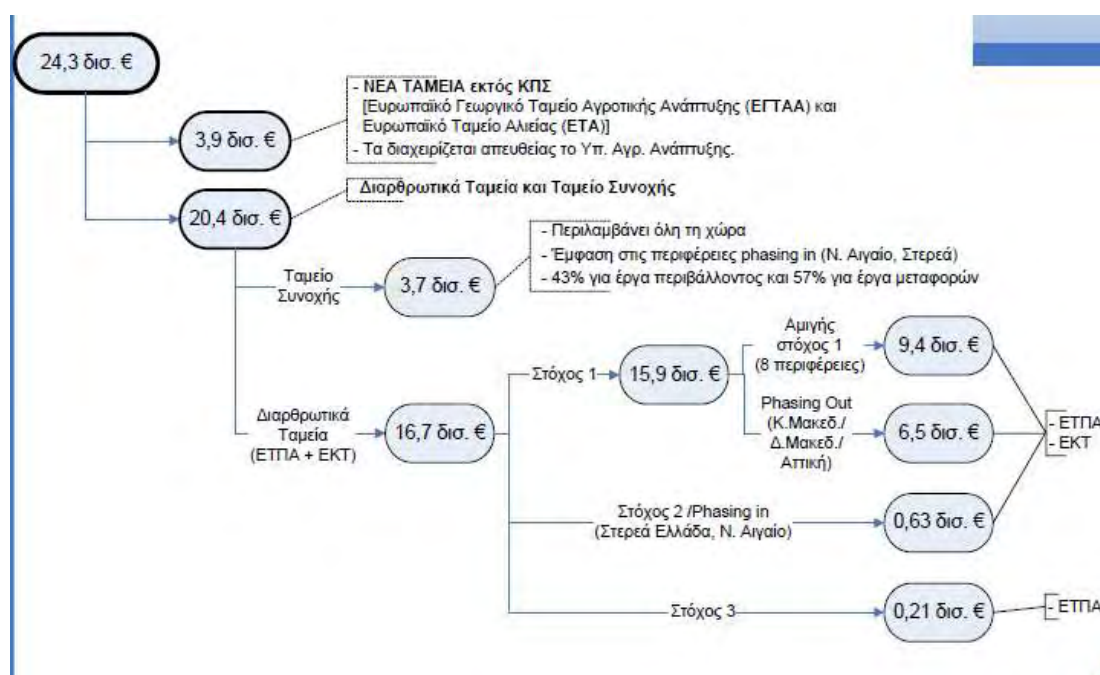 24,3 δισ. €
3,9 δισ. €
- ΝΕΑ ΤΑΜΕΙΑ εκτός ΚΠΣ
[Ευρωπαϊκό Γεωργικό Ταμείο Αγροτικής Ανάπτυξης (ΕΓΤΑΑ) και
Ευρωπαϊκό Ταμείο Αλιείας (ΕΤΑ)]
- Τα διαχειρίζεται απευθείας το Υπ. Αγρ. Ανάπτυξης.
20,4 δισ. €
Διαρθρωτικά Ταμεία και Ταμείο Συνοχής
Ταμείο
Συνοχής
3,7 δισ. €
- Περιλαμβάνει όλη τη χώρα
- Έμφαση στις περιφέρειες phasing in (Ν. Αιγαίο, Στερεά)
- 43% για έργα περιβάλλοντος και 57% για έργα μεταφορών
Διαρθρωτικά
Ταμεία
(ΕΤΠΑ + ΕΚΤ)
16,7 δισ. €
Στόχος 1
15,9 δισ. €
Αμιγής
στόχος 1
(8 περιφέρειες)
9,4 δισ. €
Phasing Out
(Κ.Μακεδ./
Δ.Μακεδ./
Αττική)
6,5 δισ. €
- ΕΤΠΑ
- ΕΚΤ
Στόχος 2 /Phasing in
(Στερεά Ελλάδα, Ν. Αιγαίο)
0,63 δισ. €
Στόχος 3
0,21 δισ. €
- ΕΤΠΑ